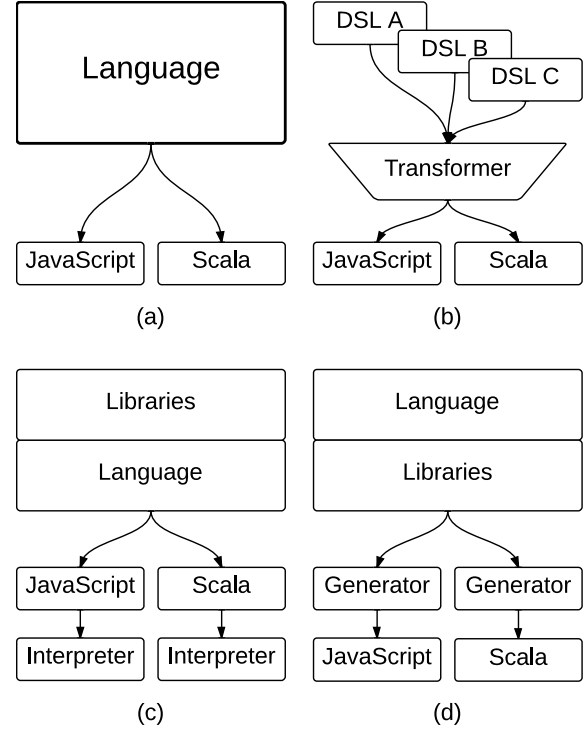 Language
JavaScript
Scala
(a)
DSL A
DSL B
DSL C
Transformer
JavaScript
Scala
(b)
Libraries
Language
JavaScript
Scala
Interpreter
Interpreter
(c)
Language
Libraries
Generator
Generator
JavaScript
Scala
(d)